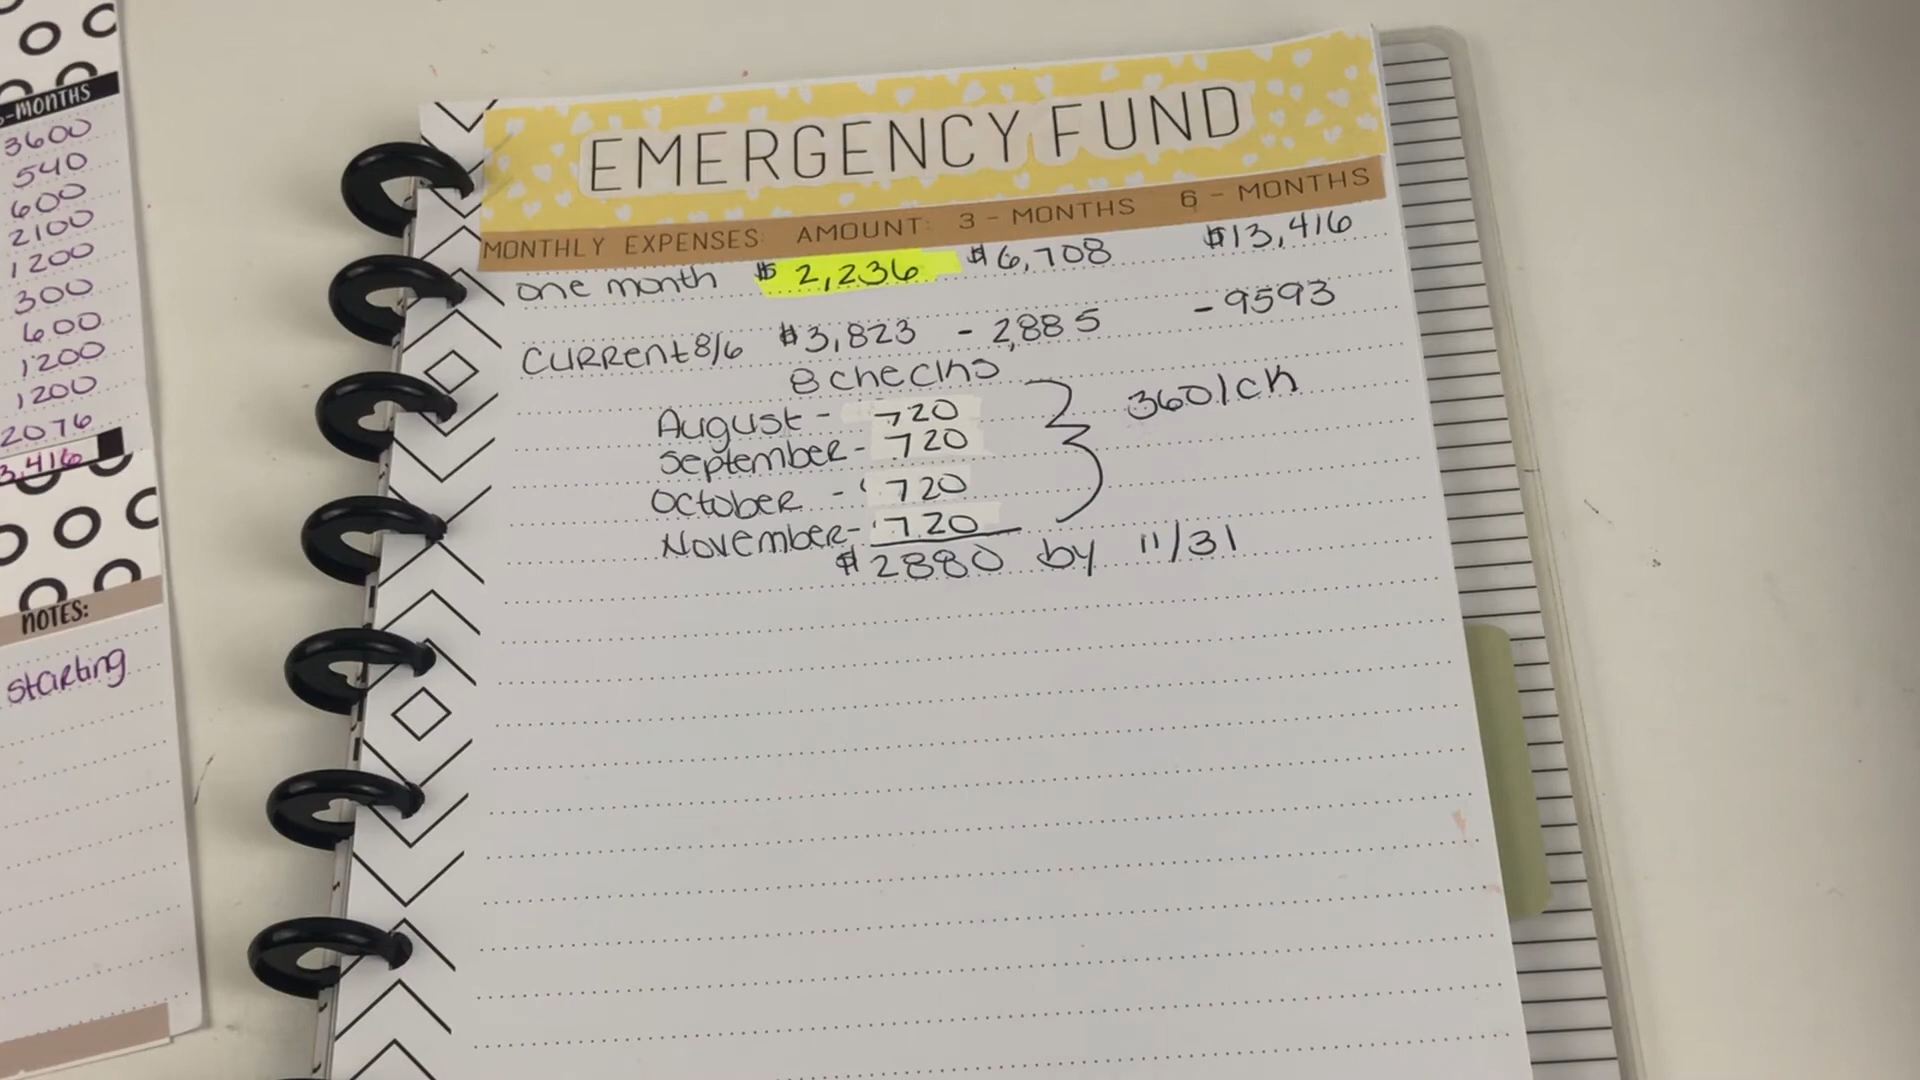 -MONTHS
3600
540
600
2100
1200
300
600
1200
1200
2076
3,416
NOTES:
starting
EMERGENCY FUND
MONTHLY EXPENSES: AMOUNT: 3 - MONTHS 6 - MONTHS
one month $ 2,236 $6,708 $13,416
CURRENT 8/6 $3,823 - 2,885 - 9593
8 checks
August - 720
September - 720
October - 720
November - 720
360/ck
$2880 by 11/31